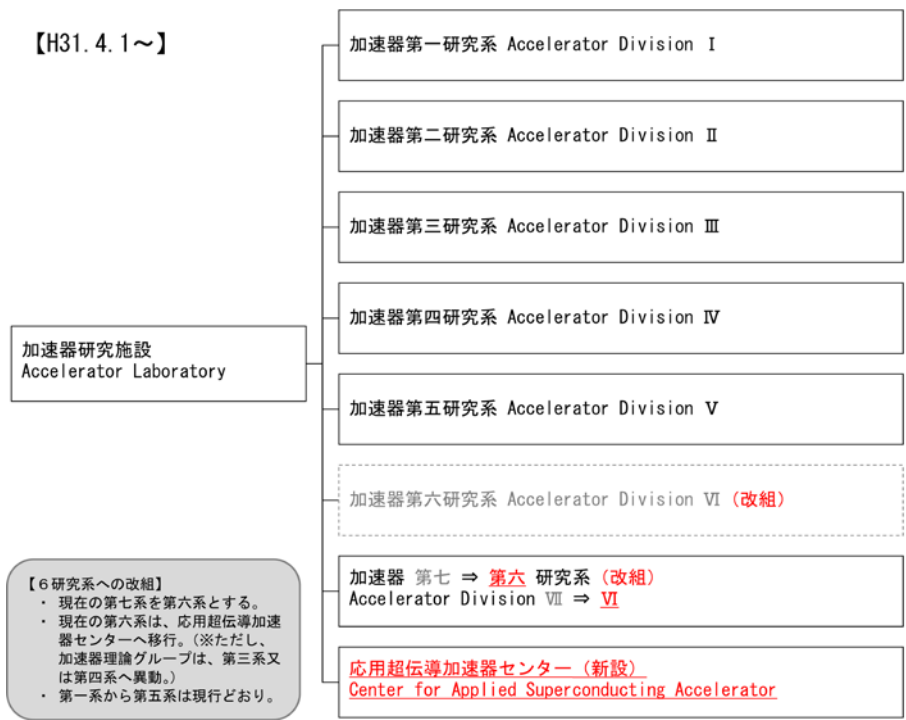 【H31.4.1～】
加速器研究施設
Accelerator Laboratory
加速器第一研究系 Accelerator Division Ⅰ
加速器第二研究系 Accelerator Division Ⅱ
加速器第三研究系 Accelerator Division Ⅲ
加速器第四研究系 Accelerator Division Ⅳ
加速器第五研究系 Accelerator Division Ⅴ
加速器第六研究系 Accelerator Division Ⅵ (改組)
加速器 第七 ⇒ 第六 研究系 (改組)
Accelerator Division Ⅶ ⇒ Ⅵ
応用超伝導加速器センター（新設）
Center for Applied Superconducting Accelerator
【６研究系への改組】
・ 現在の第七系を第六系とする。
・ 現在の第六系は、応用超伝導加速
器センターへ移行。(※ただし、
加速器理論グループは、第三系又
は第四系へ異動。)
・ 第一系から第五系は現行どおり。